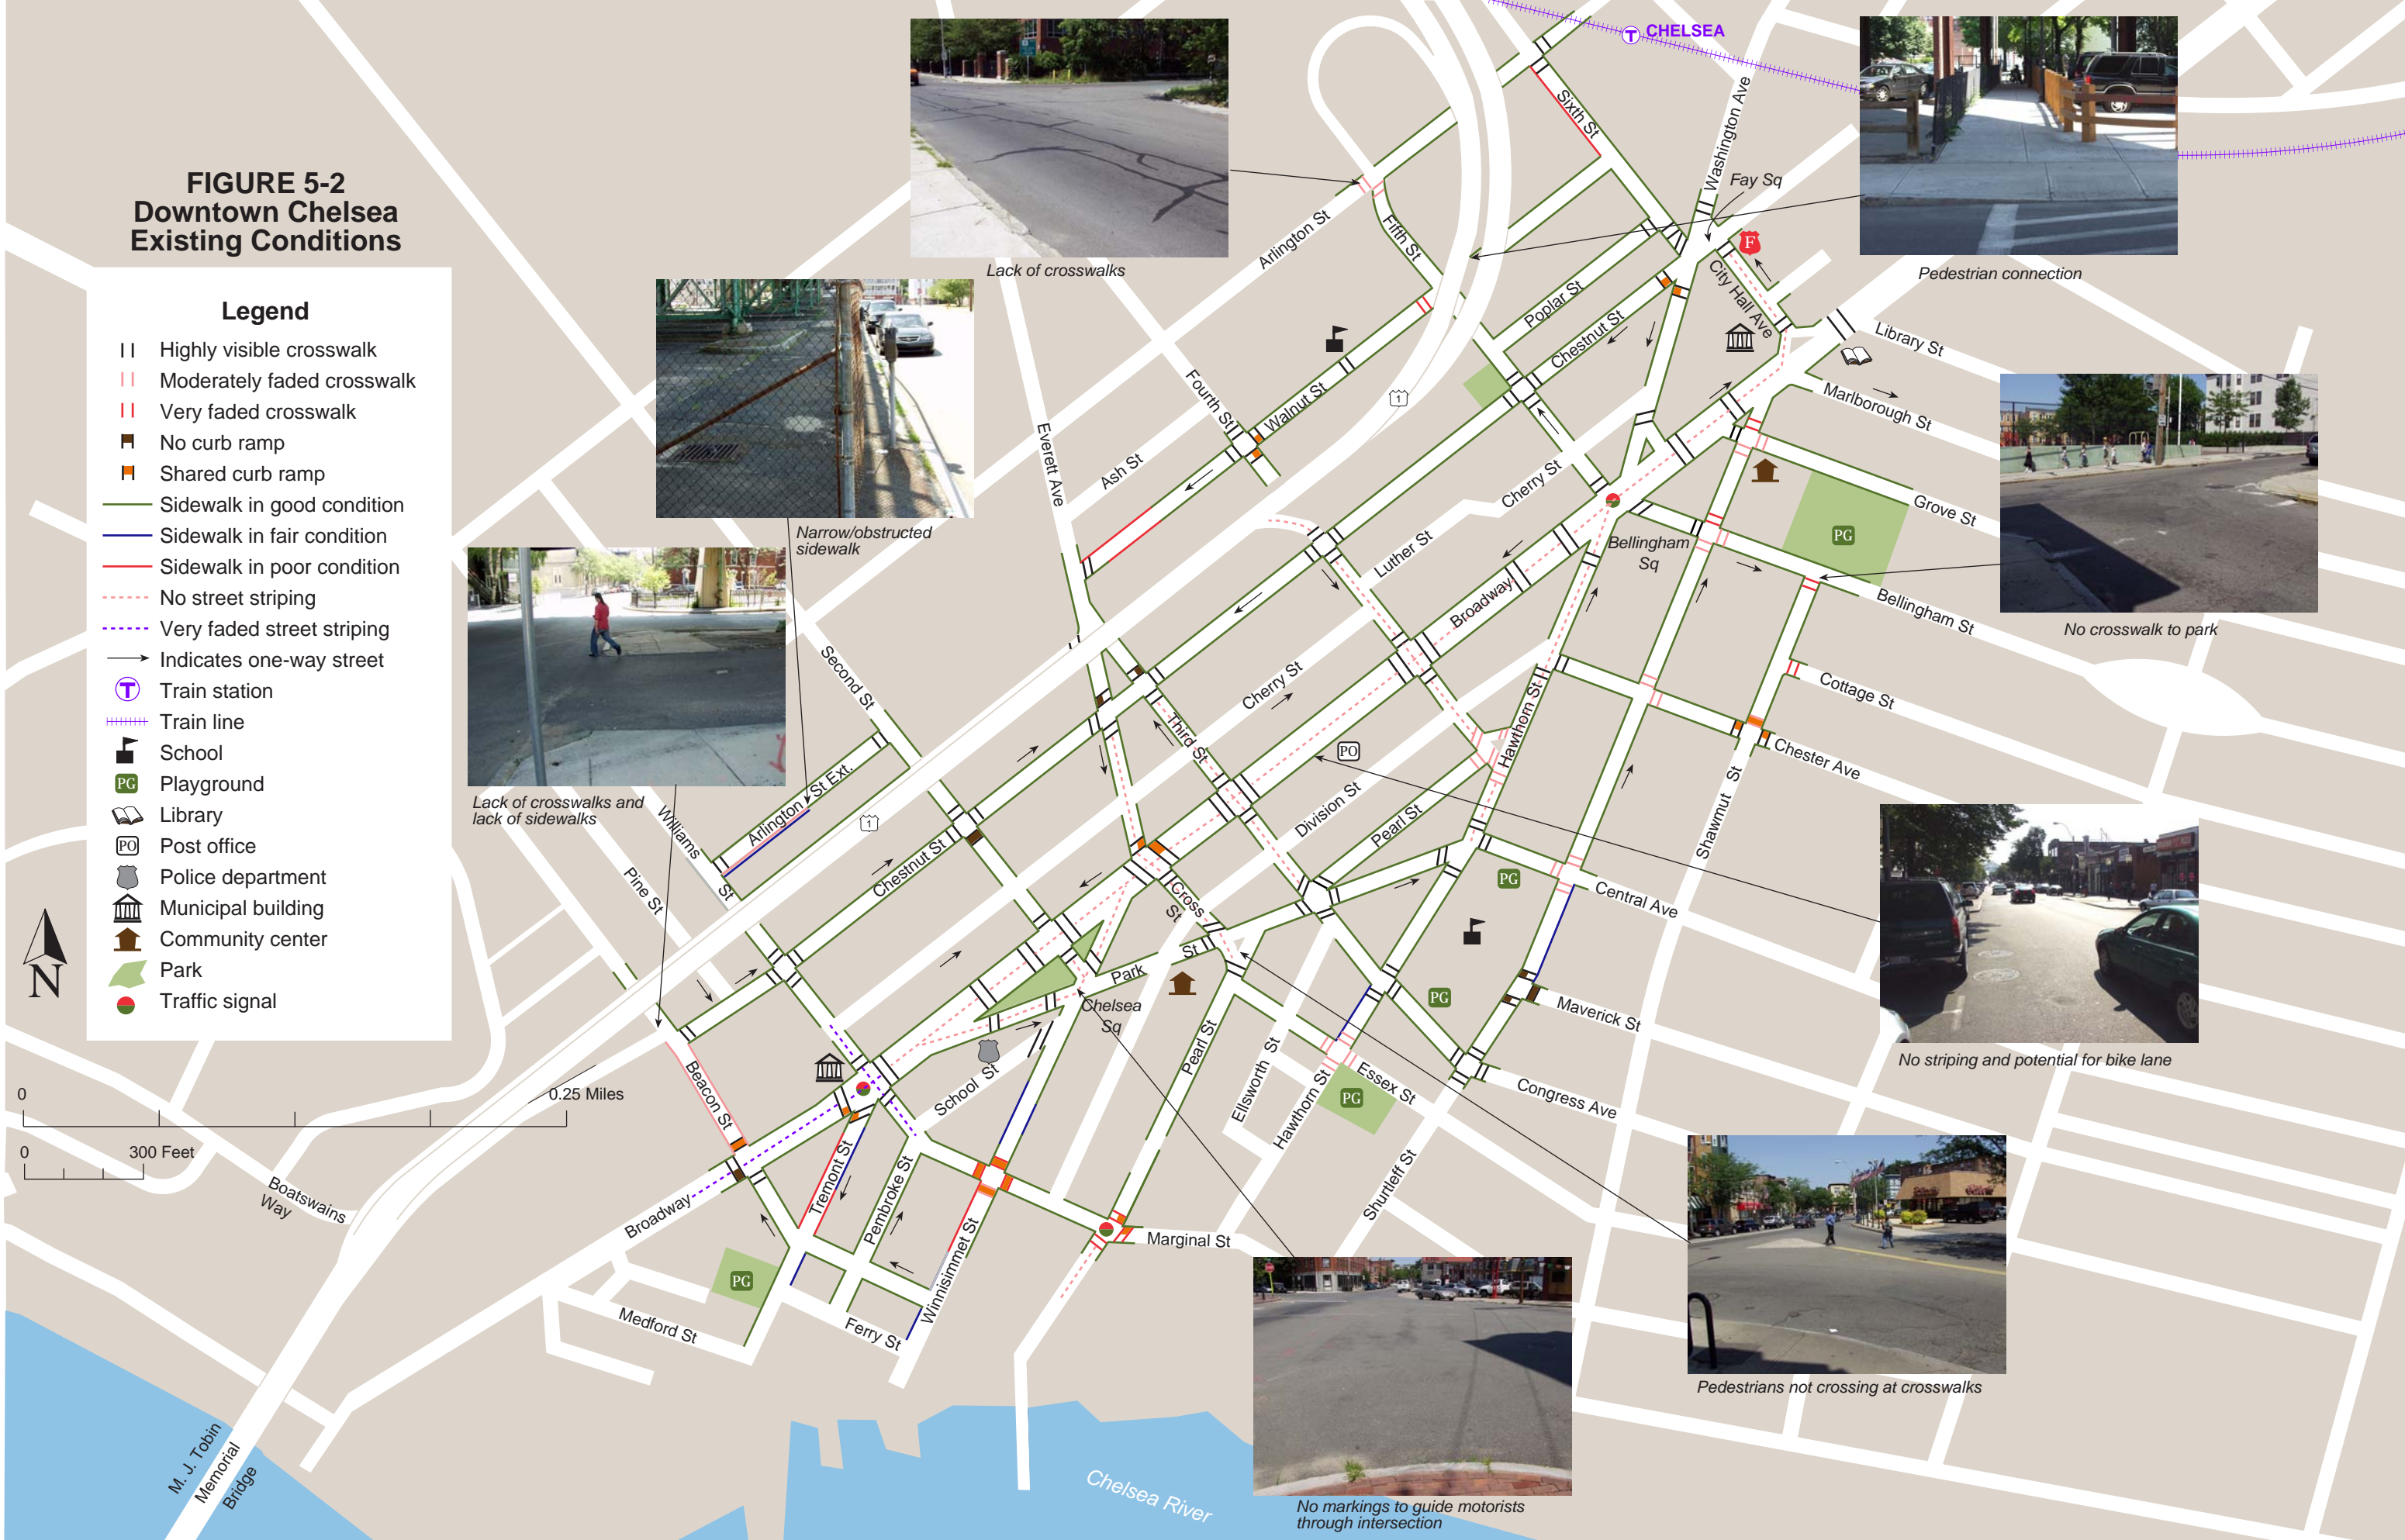 FIGURE 5-2
Downtown Chelsea
Existing Conditions
Legend
Highly visible crosswalk
Moderately faded crosswalk
Very faded crosswalk
No curb ramp
Shared curb ramp
Sidewalk in good condition
Sidewalk in fair condition
Sidewalk in poor condition
No street striping
Very faded street striping
Indicates one-way street
T Train station
Train line
School
PG Playground
Library
PO Post office
Police department
Municipal building
Community center
Park
Traffic signal
N
0 0.25 Miles
0 300 Feet
T CHELSEA
Lack of crosswalks
Pedestrian connection
Narrow/obstructed
sidewalk
Lack of crosswalks and
lack of sidewalks
No crosswalk to park
No striping and potential for bike lane
Pedestrians not crossing at crosswalks
No markings to guide motorists
through intersection
Sixth St
Washington Ave
Fay Sq
F
Arlington St
Fifth St
City Hall Ave
Poplar St
Chestnut St
Library St
Marlborough St
Fourth St
Walnut St
1
Everett Ave
Ash St
Cherry St
Grove St
PG
Luther St
Bellingham
Sq
Broadway
Bellingham St
Second St
Cherry St
Third St
Hawthorn St
Cottage St
PO
Chester Ave
Arlington St Ext.
1
Williams
St
Division St
Pearl St
Shawmut St
Pine St
Chestnut St
Cross
St
PG
Central Ave
Park St
PG
Chelsea
Sq
Maverick St
Beacon St
School St
Pearl St
Ellsworth St
Hawthorn St
Essex St
PG
Congress Ave
Tremont St
Pembroke St
Shurtleff St
Boatswains
Way
Broadway
Winnisimmet St
Marginal St
PG
Medford St
Ferry St
M. J. Tobin
Memorial
Bridge
Chelsea River